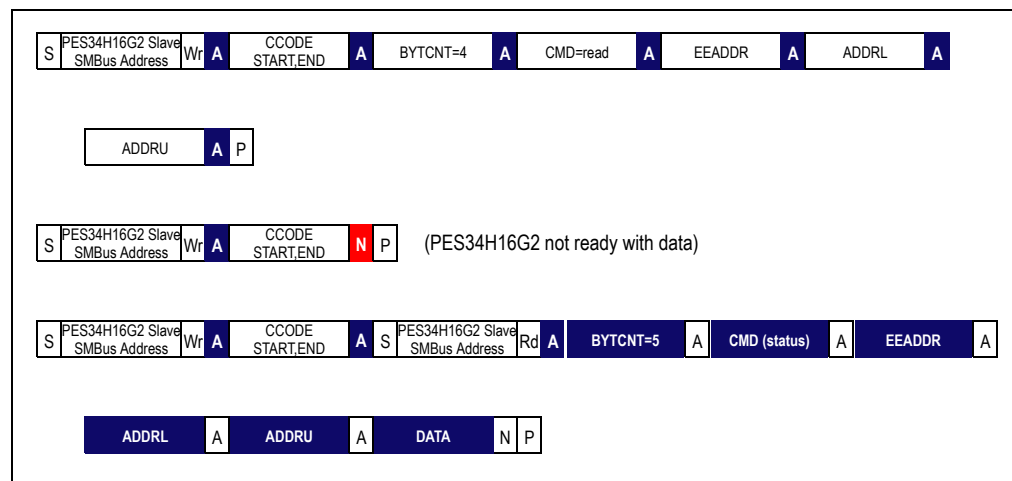 S PES34H16G2 Slave SMBus Address Wr A CCODE START,END A BYTCNT=4 A CMD=read A EEADDR A ADDRL A
ADDRU A P
S PES34H16G2 Slave SMBus Address Wr A CCODE START,END N P (PES34H16G2 not ready with data)
S PES34H16G2 Slave SMBus Address Wr A CCODE START,END A S PES34H16G2 Slave SMBus Address Rd A BYTCNT=5 A CMD (status) A EEADDR A
ADDRL A ADDRU A DATA N P